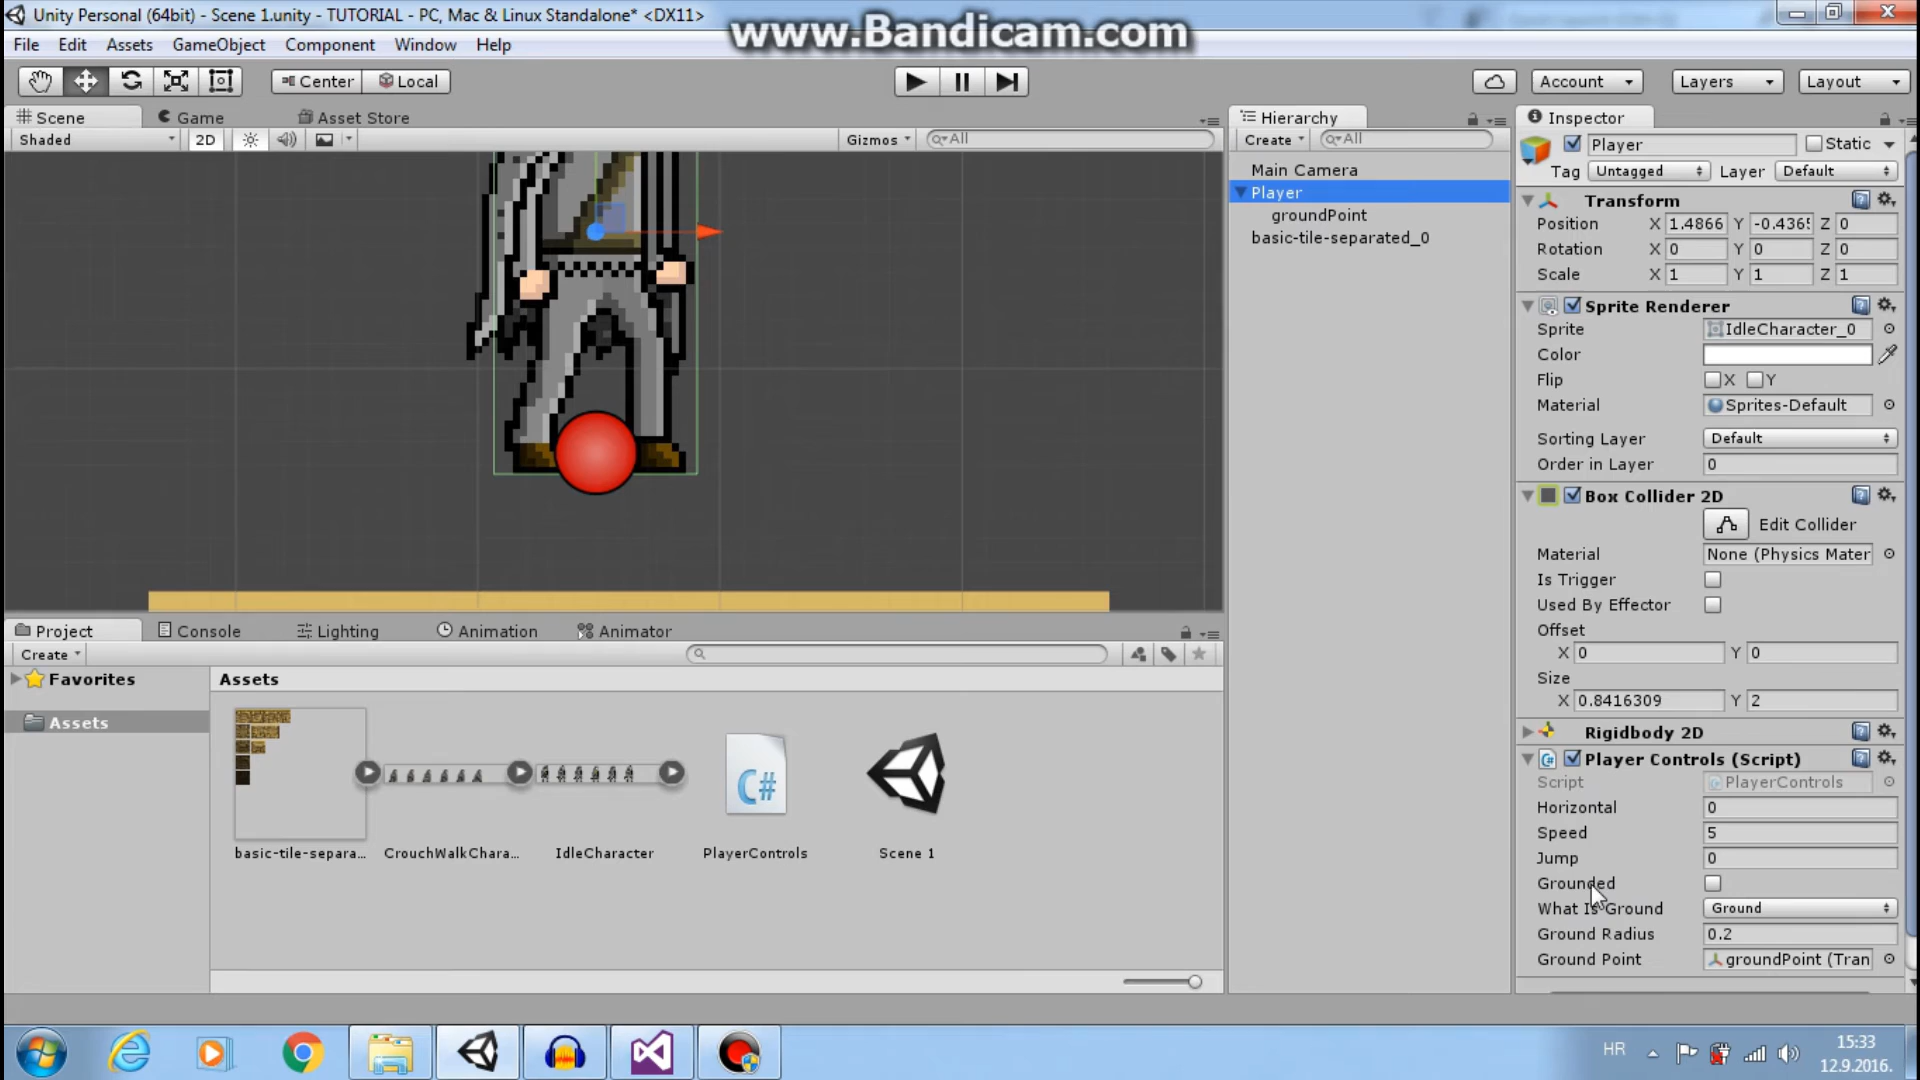 Unity Personal (64bit) - Scene 1.unity - TUTORIAL - PC, Mac & Linux Standalone* <DX11>
www.Bandicam.com
File Edit Assets GameObject Component Window Help
Center Local Account Layers Layout
Scene Game Asset Store
Shaded 2D Gizmos All
Hierarchy
Create All
Main Camera
Player
groundPoint
basic-tile-separated_0
Inspector
Player Static
Tag Untagged Layer Default
Transform
Position X 1.4866 Y -0.436 Z 0
Rotation X 0 Y 0 Z 0
Scale X 1 Y 1 Z 1
Sprite Renderer
Sprite IdleCharacter_0
Color
Flip X Y
Material Sprites-Default
Sorting Layer Default
Order in Layer 0
Box Collider 2D
Edit Collider
Material None (Physics Mater
Is Trigger
Used By Effector
Offset
X 0 Y 0
Size
X 0.8416309 Y 2
Rigidbody 2D
Player Controls (Script)
Script PlayerControls
Horizontal 0
Speed 5
Jump 0
Grounded
What Is Ground Ground
Ground Radius 0.2
Ground Point groundPoint (Tran
Project Console Lighting Animation Animator
Create
Favorites
Assets
Assets
C#
basic-tile-separa... CrouchWalkChara... IdleCharacter PlayerControls Scene 1
HR
15:33
12.9.2016.